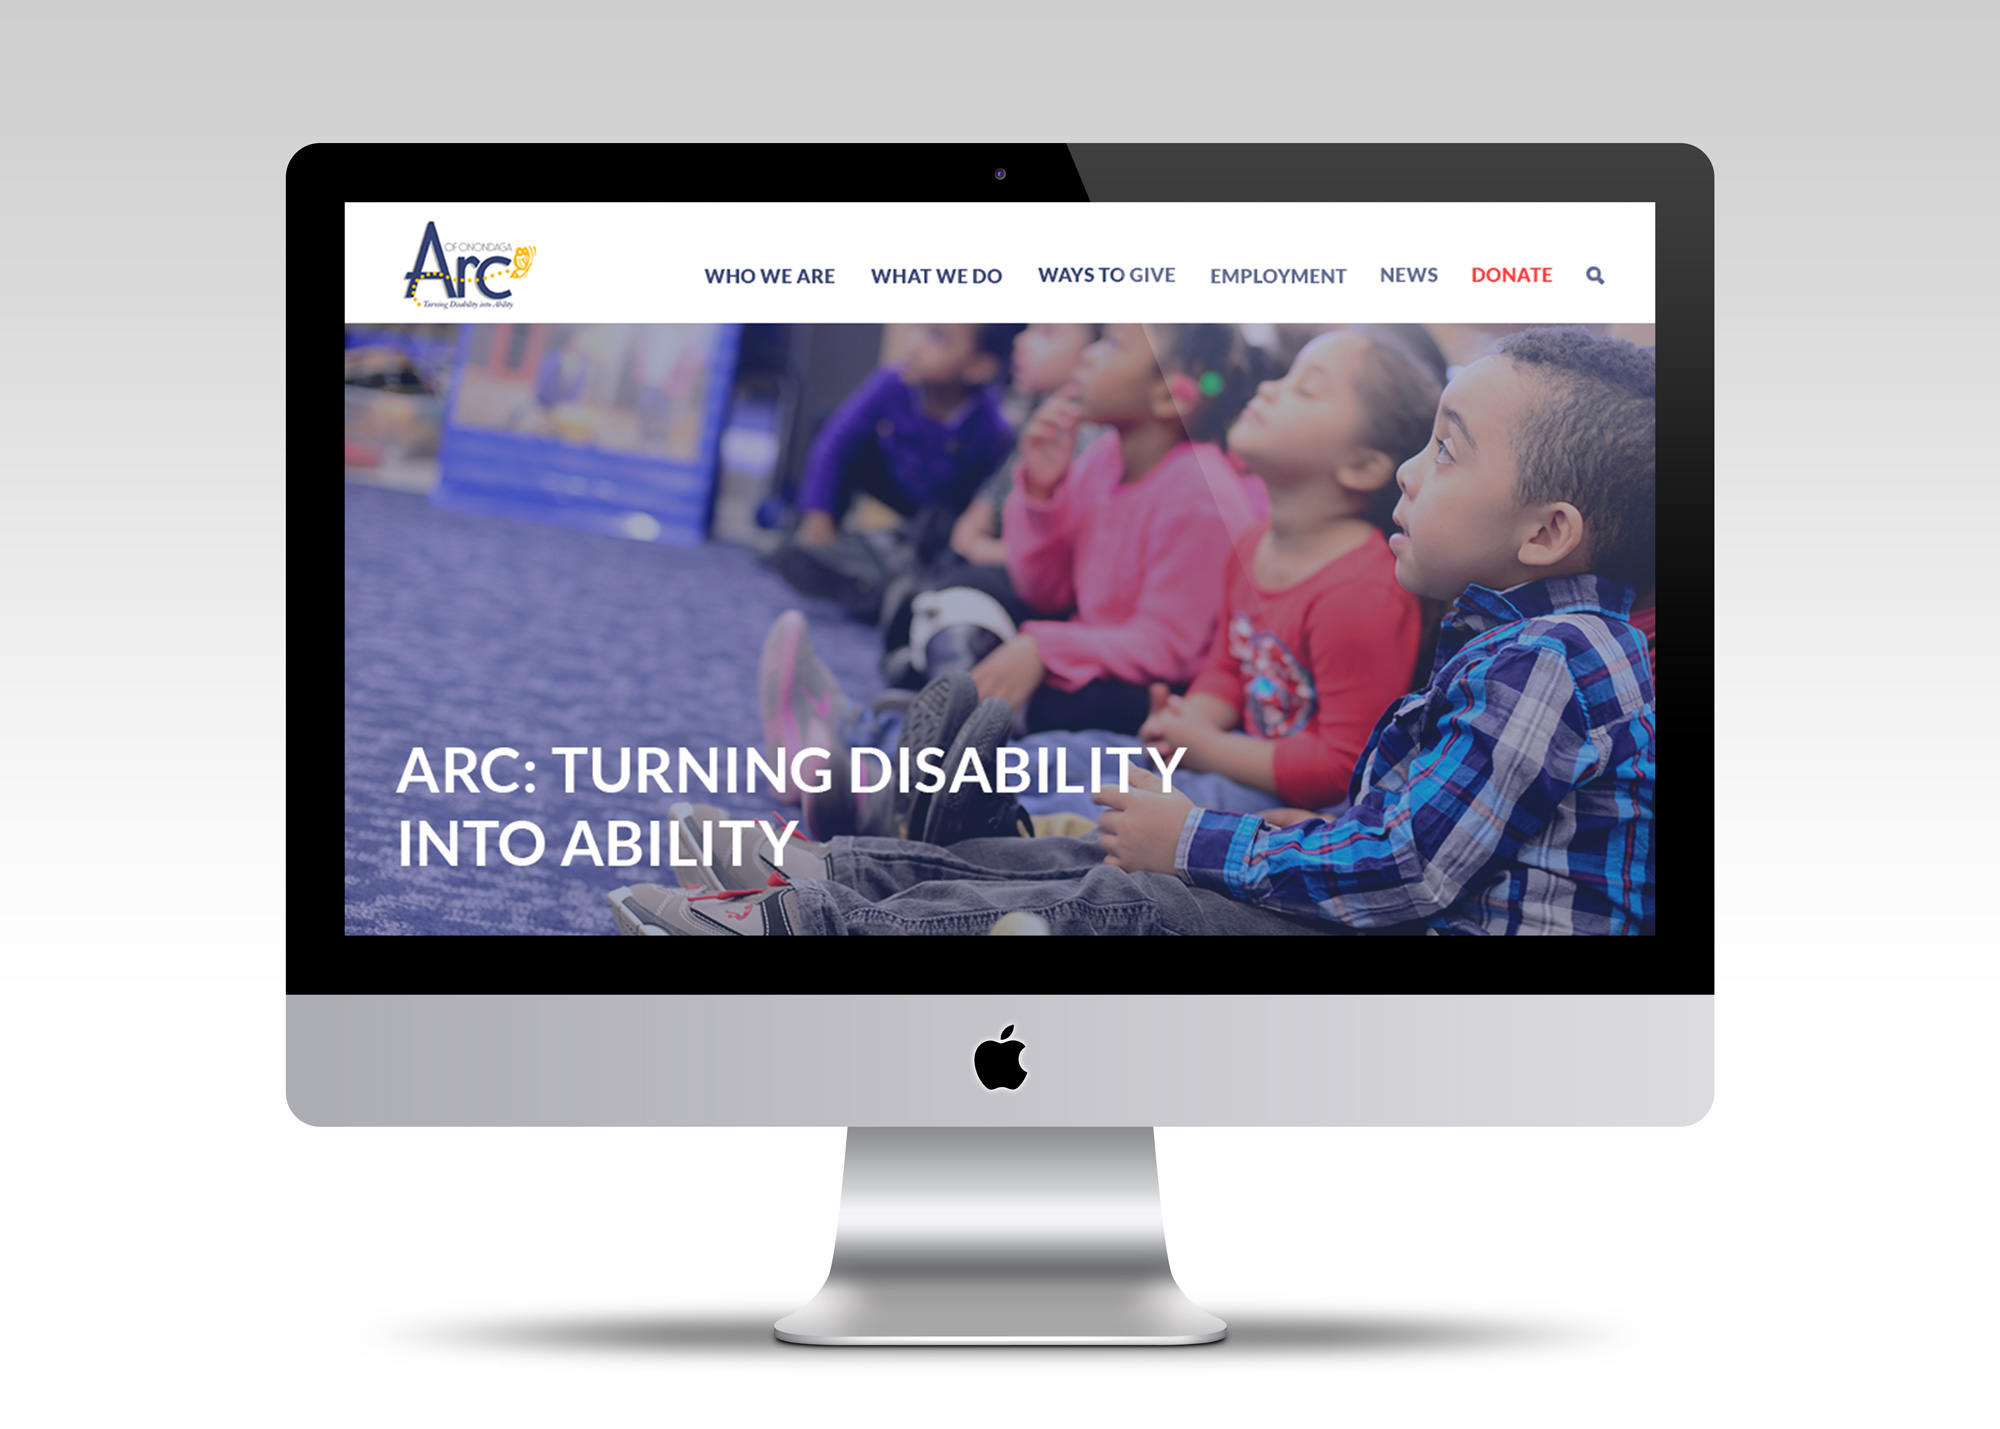 OF ONONDAGA
Arc
Turning Disability into Ability
WHO WE ARE WHAT WE DO WAYS TO GIVE EMPLOYMENT NEWS DONATE
ARC: TURNING DISABILITY
INTO ABILITY